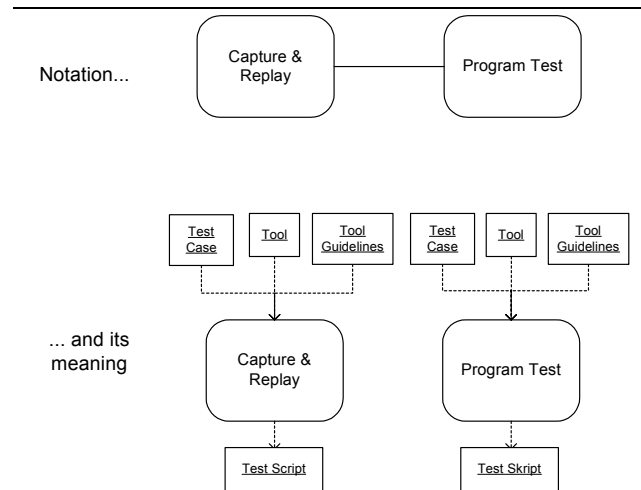 Notation...
Capture &
Replay
Program Test
Test
Case
Tool
Tool
Guidelines
Test
Case
Tool
Tool
Guidelines
... and its
meaning
Capture &
Replay
Program Test
Test Script
Test Skript